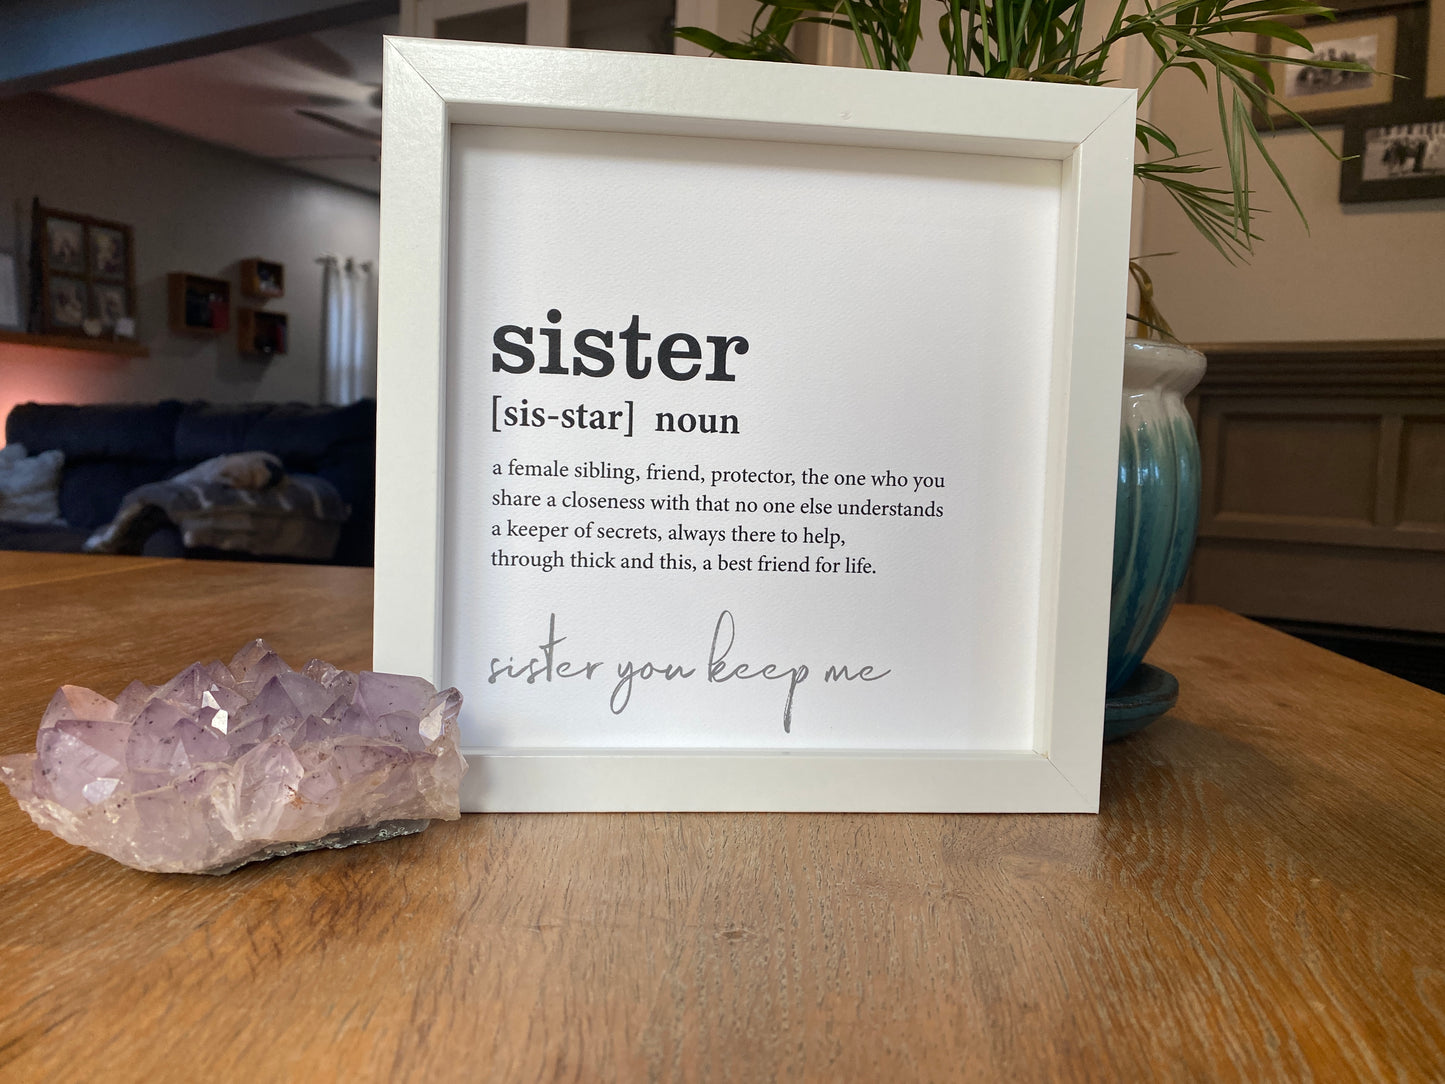 sister
[sis-star] noun
a female sibling, friend, protector, the one who you
share a closeness with that no one else understands
a keeper of secrets, always there to help,
through thick and this, a best friend for life.
sister you keep me